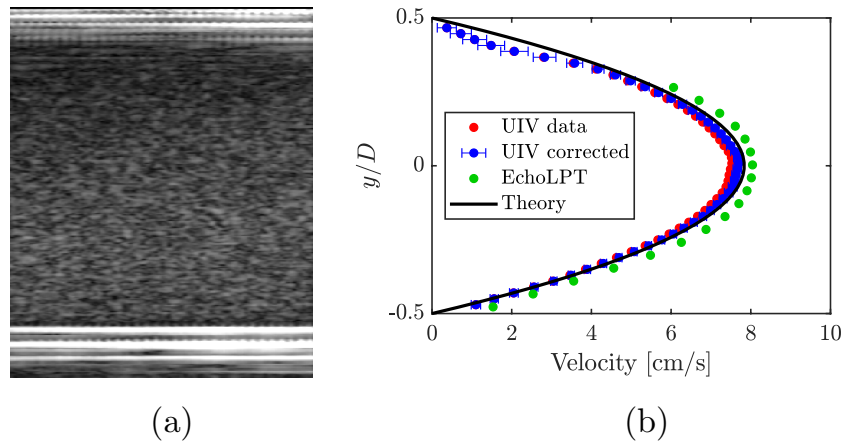 0.5
0
-0.5
y/D
UIV data
UIV corrected
EchoLPT
Theory
0 2 4 6 8 10
Velocity [cm/s]
(a) (b)